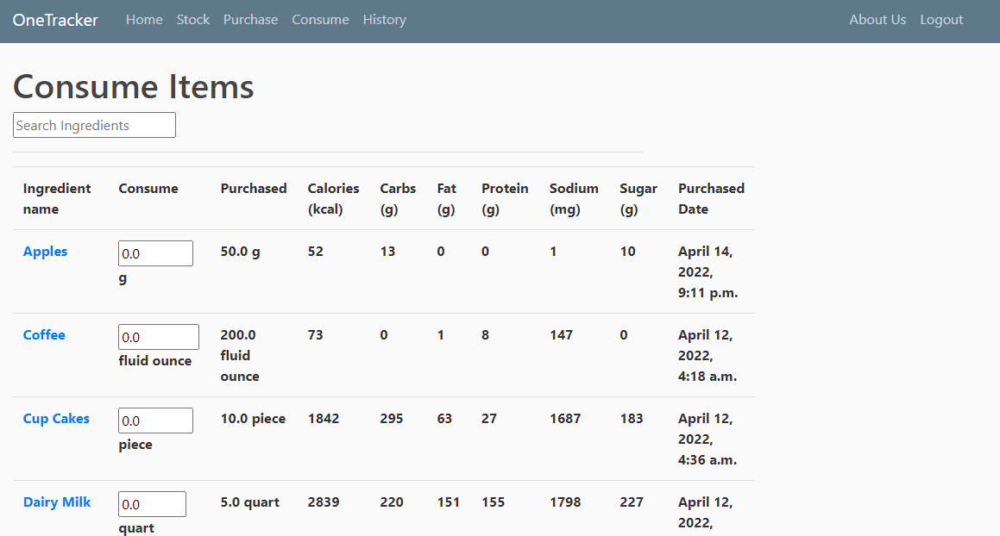 OneTracker Home Stock Purchase Consume History About Us Logout
Consume Items
Search Ingredients
Ingredient name Consume Purchased Calories (kcal) Carbs (g) Fat (g) Protein (g) Sodium (mg) Sugar (g) Purchased Date
Apples 0.0 g 50.0 g 52 13 0 0 1 10 April 14, 2022, 9:11 p.m.
Coffee 0.0 fluid ounce 200.0 fluid ounce 73 0 1 8 147 0 April 12, 2022, 4:18 a.m.
Cup Cakes 0.0 piece 10.0 piece 1842 295 63 27 1687 183 April 12, 2022, 4:36 a.m.
Dairy Milk 0.0 quart 5.0 quart 2839 220 151 155 1798 227 April 12, 2022,